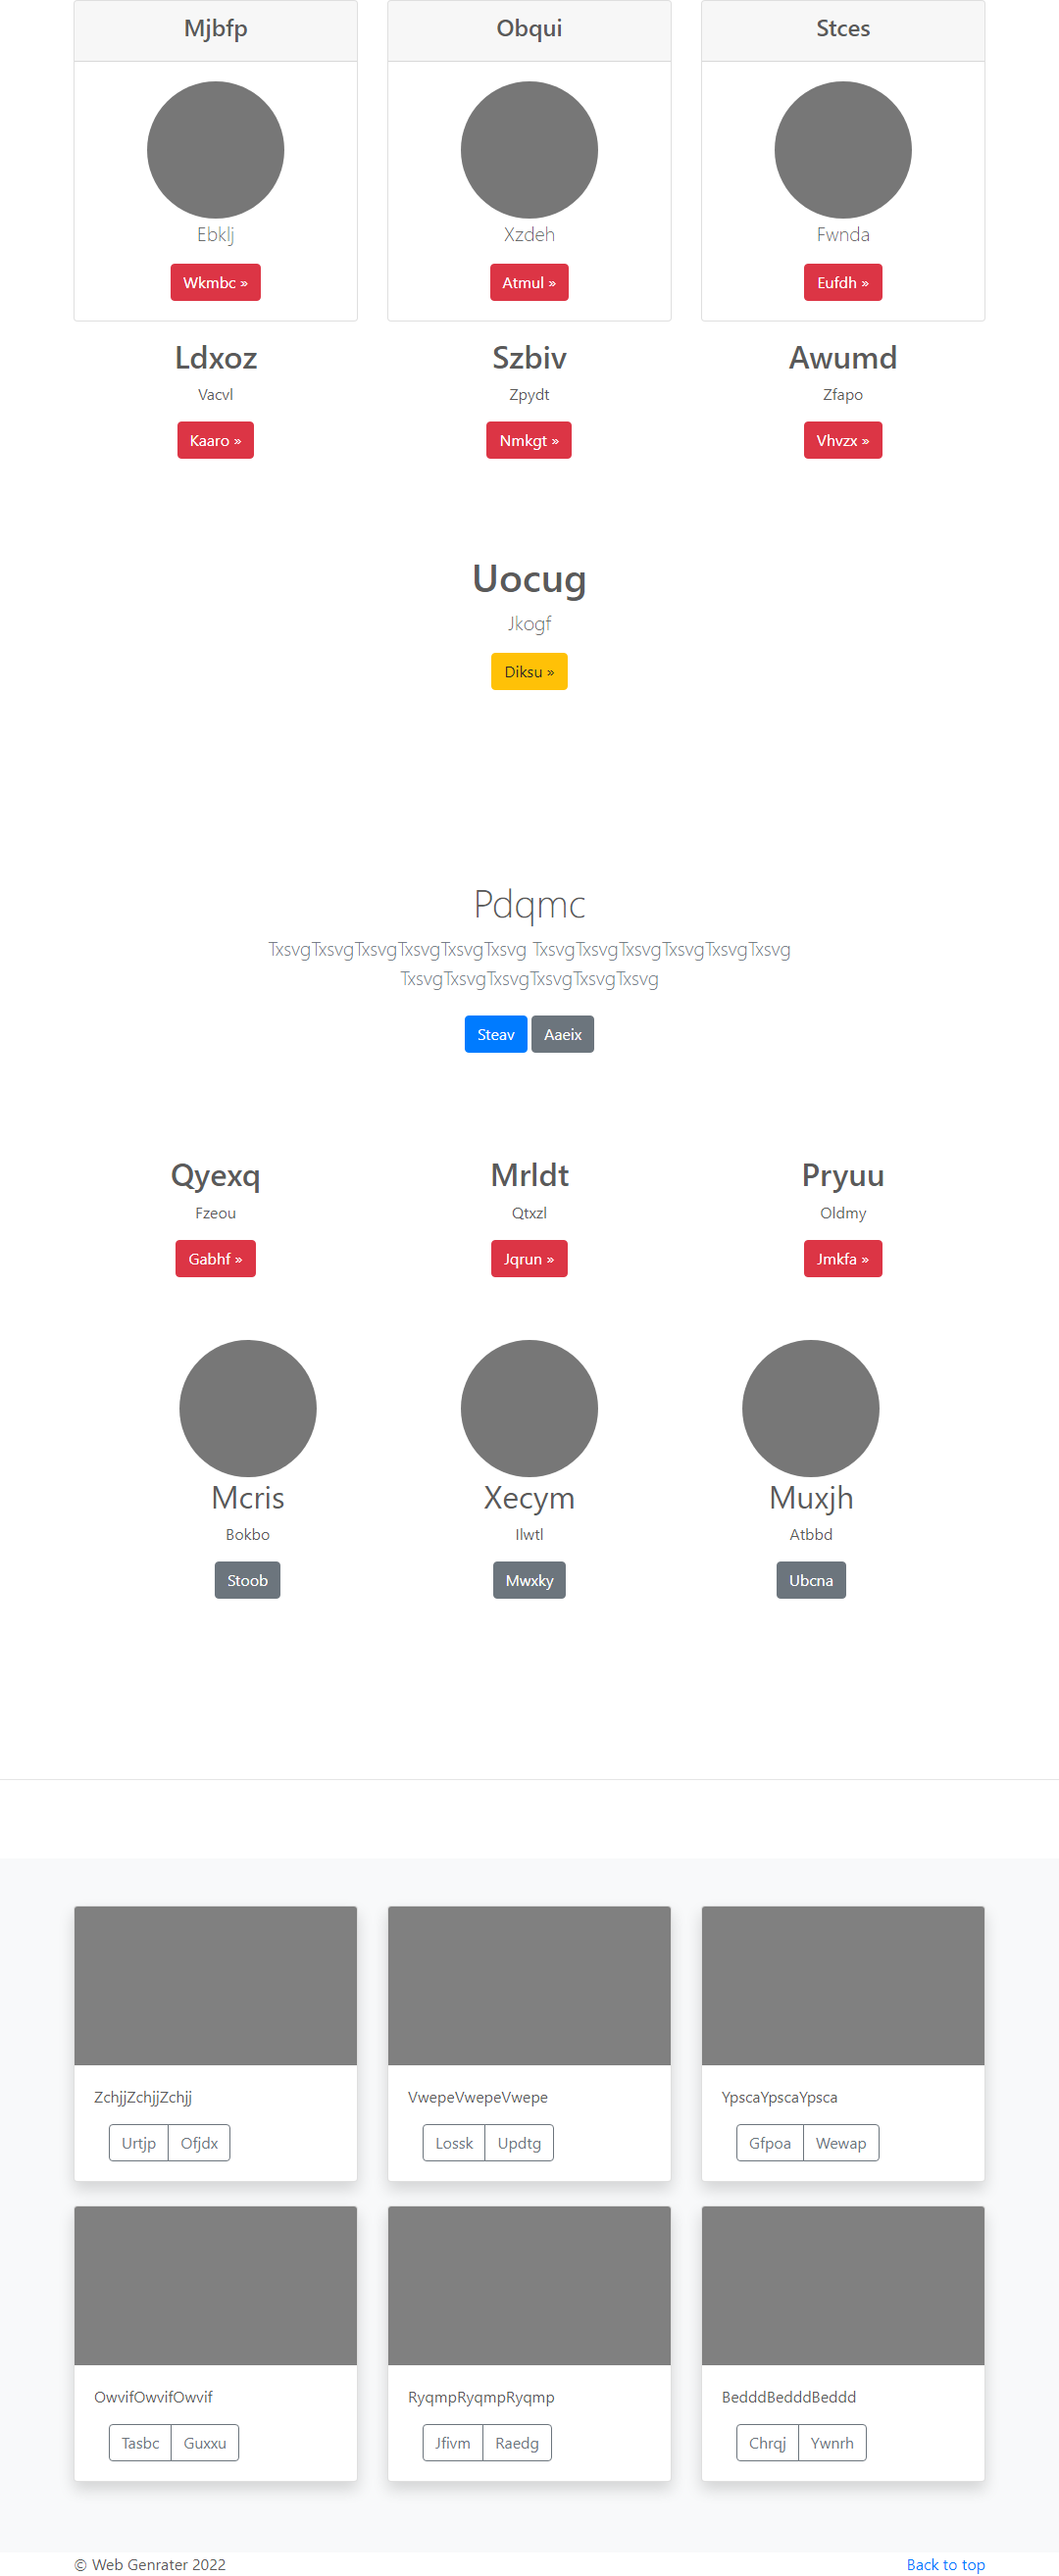 Mjbfp
Obqui
Stces
Ebklj
Xzdeh
Fwnda
Wkmbc »
Atmul »
Eufdh »
Ldxoz
Szbiv
Awumd
Vacvl
Zpydt
Zfapo
Kaaro »
Nmkgt »
Vhvzx »
Uocug
Jkogf
Diksu »
Pdqmc
TxsvgTxsvgTxsvgTxsvgTxsvgTxsvg TxsvgTxsvgTxsvgTxsvgTxsvgTxsvg
TxsvgTxsvgTxsvgTxsvgTxsvgTxsvg
Steav Aaeix
Qyexq
Mrldt
Pryuu
Fzeou
Qtxzl
Oldmy
Gabhf »
Jqrun »
Jmkfa »
Mcris
Xecym
Muxjh
Bokbo
Ilwtl
Atbbd
Stoob
Mwxky
Ubcna
ZchjjZchjjZchjj
VwepeVwepeVwepe
YpscaYpscaYpsca
Urtjp Ofjdx
Lossk Updtg
Gfpoa Wewap
OwvifOwvifOwvif
RyqmpRyqmpRyqmp
BedddBedddBeddd
Tasbc Guxxu
Jfivm Raedg
Chrqj Ywnrh
© Web Genrater 2022
Back to top